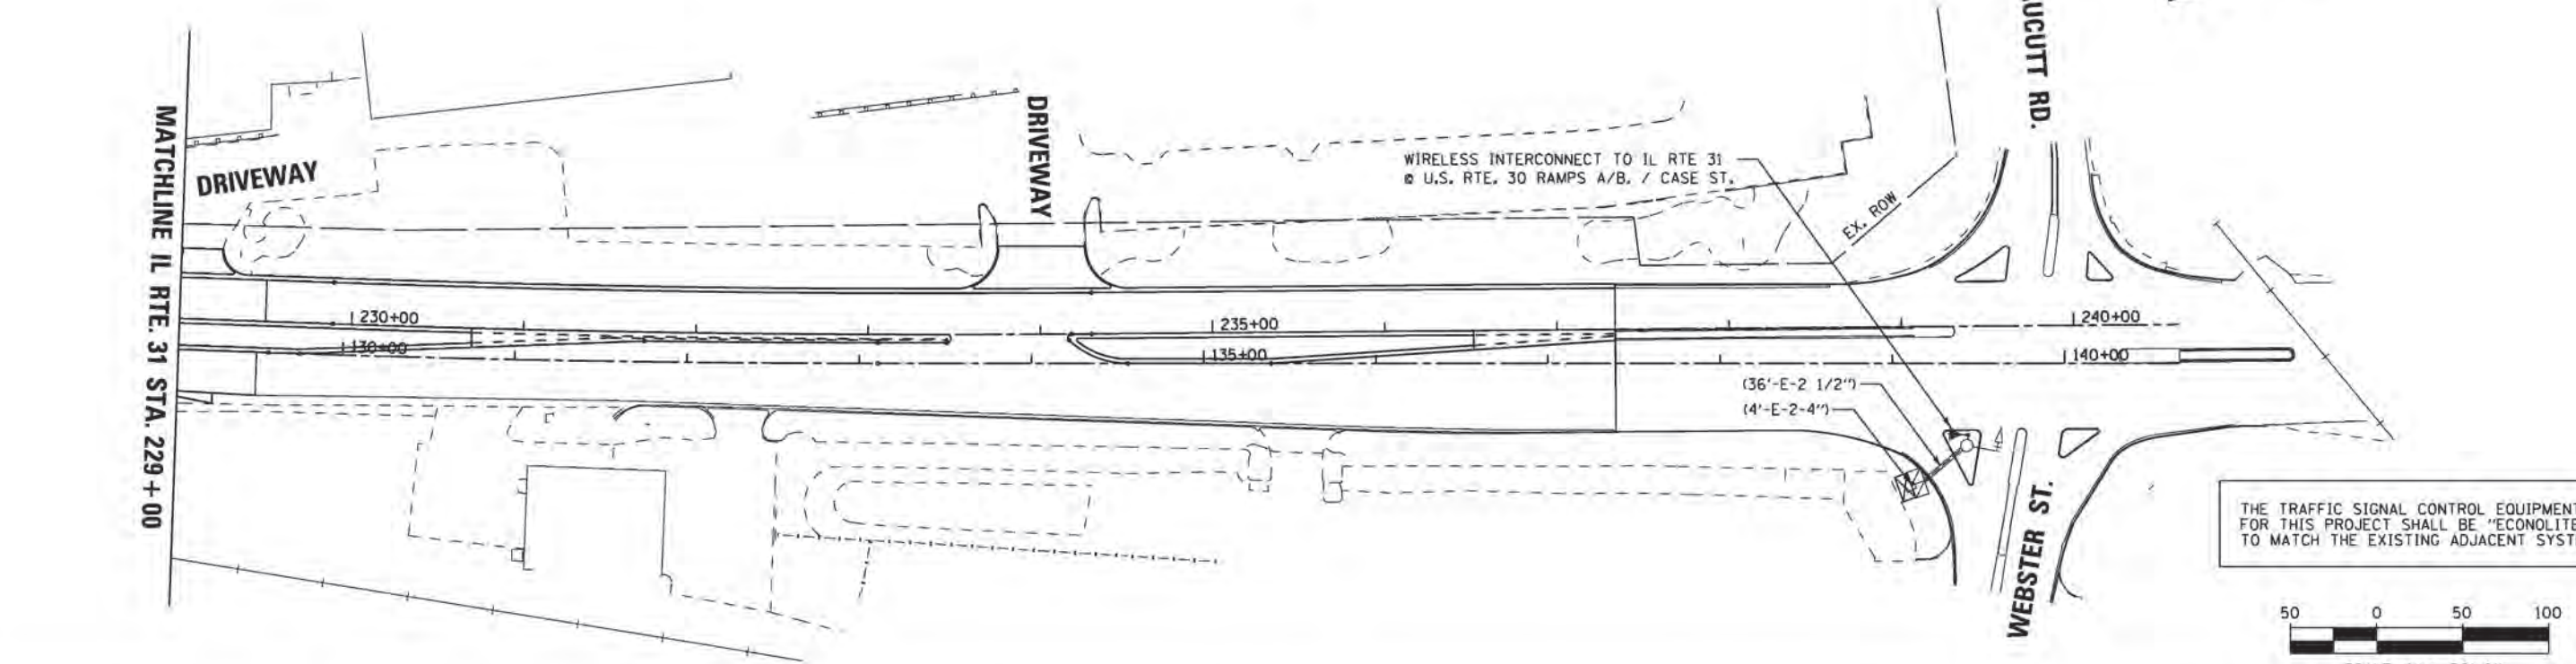 MATCHLINE IL RTE. 31 STA. 229+00
DRIVEWAY
DRIVEWAY
WIRELESS INTERCONNECT TO IL RTE 31
@ U.S. RTE. 30 RAMPS A/B. / CASE ST.
EX. ROW
RD.
230+00
235+00
240+00
130+00
135+00
140+00
(36'-E-2 1/2")
(4'-E-2-4")
WEBSTER ST.
THE TRAFFIC SIGNAL CONTROL EQUIPMENT
FOR THIS PROJECT SHALL BE "ECONOLITE
TO MATCH THE EXISTING ADJACENT
50 0 50 100